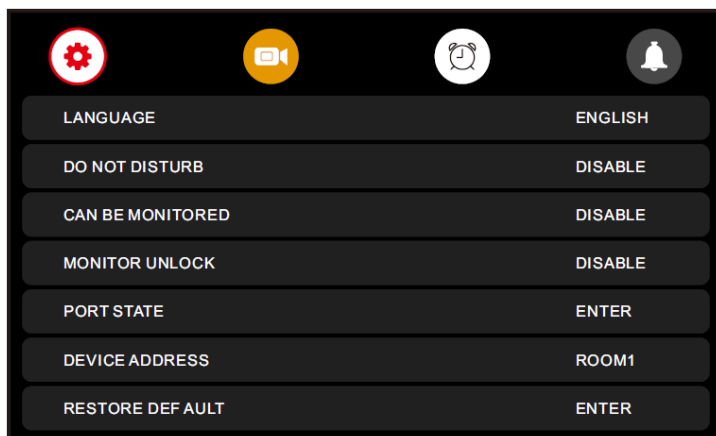 LANGUAGE ENGLISH
DO NOT DISTURB DISABLE
CAN BE MONITORED DISABLE
MONITOR UNLOCK DISABLE
PORT STATE ENTER
DEVICE ADDRESS ROOM1
RESTORE DEF AULT ENTER